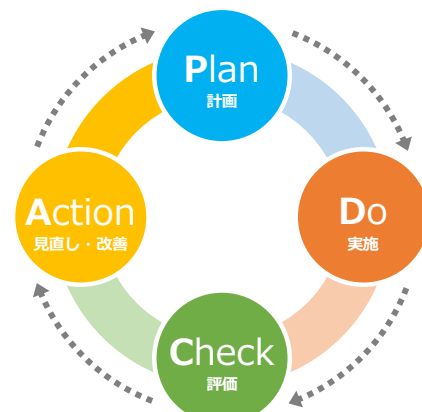 Plan
計画
Do
実施
Check
評価
Action
見直し・改善